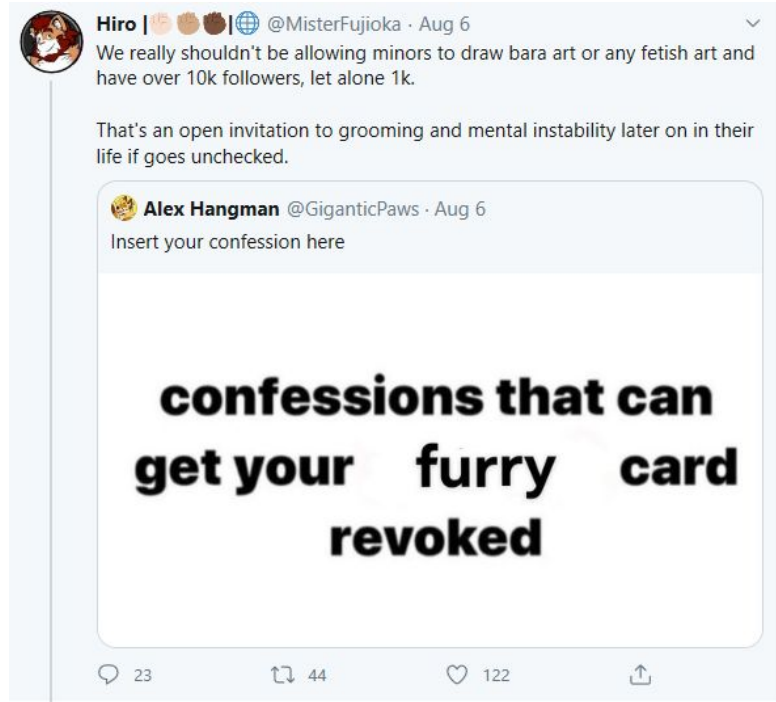 Hiro |✊🏻✊🏽✊🏿|🌐 @MisterFujioka · Aug 6
We really shouldn't be allowing minors to draw bara art or any fetish art and
have over 10k followers, let alone 1k.
That's an open invitation to grooming and mental instability later on in their
life if goes unchecked.
Alex Hangman @GiganticPaws · Aug 6
Insert your confession here
confessions that can
get your furry card
revoked
23 44 122